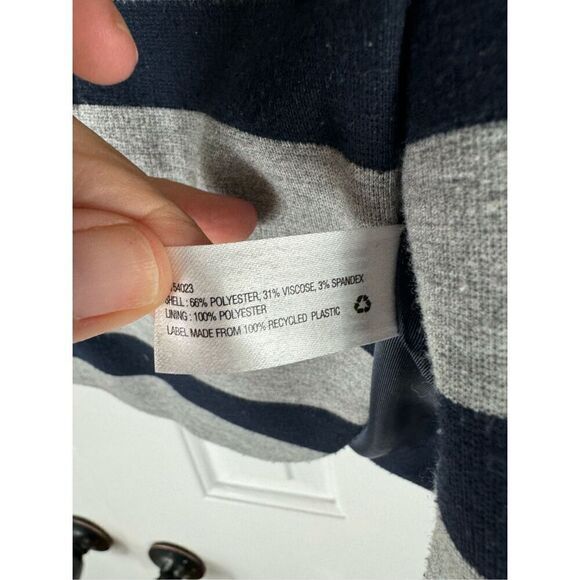 54023
SHELL : 66% POLYESTER, 31% VISCOSE, 3% SPANDEX
LINING : 100% POLYESTER
LABEL MADE FROM 100% RECYCLED PLASTIC